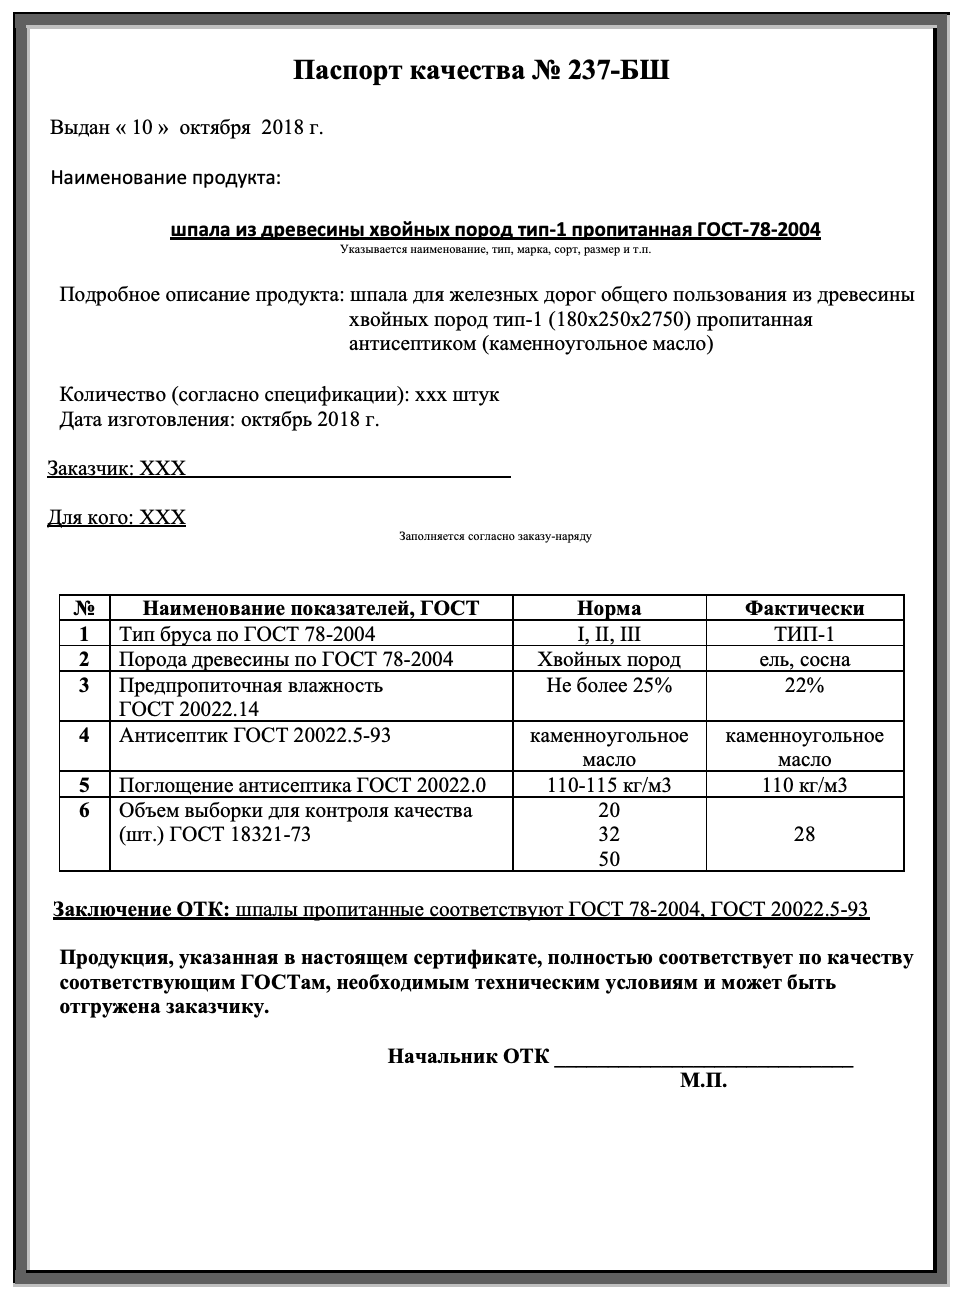 Паспорт качества № 237-БШ
Выдан « 10 » октября 2018 г.
Наименование продукта:
шпала из древесины хвойных пород тип-1 пропитанная ГОСТ-78-2004
Указывается наименование, тип, марка, сорт, размер и т.п.
Подробное описание продукта: шпала для железных дорог общего пользования из древесины
хвойных пород тип-1 (180х250х2750) пропитанная
антисептиком (каменноугольное масло)
Количество (согласно спецификации): ххх штук
Дата изготовления: октябрь 2018 г.
Заказчик: ХХХ
Для кого: ХХХ
Заполняется согласно заказу-наряду
№ Наименование показателей, ГОСТ Норма Фактически
1 Тип бруса по ГОСТ 78-2004 I, II, III ТИП-1
2 Порода древесины по ГОСТ 78-2004 Хвойных пород ель, сосна
3 Предпропиточная влажность Не более 25% 22%
ГОСТ 20022.14
4 Антисептик ГОСТ 20022.5-93 каменноугольное каменноугольное
масло масло
5 Поглощение антисептика ГОСТ 20022.0 110-115 кг/м3 110 кг/м3
6 Объем выборки для контроля качества 20
(шт.) ГОСТ 18321-73 32 28
50
Заключение ОТК: шпалы пропитанные соответствуют ГОСТ 78-2004, ГОСТ 20022.5-93
Продукция, указанная в настоящем сертификате, полностью соответствует по качеству
соответствующим ГОСТам, необходимым техническим условиям и может быть
отгружена заказчику.
Начальник ОТК ____________________________
М.П.